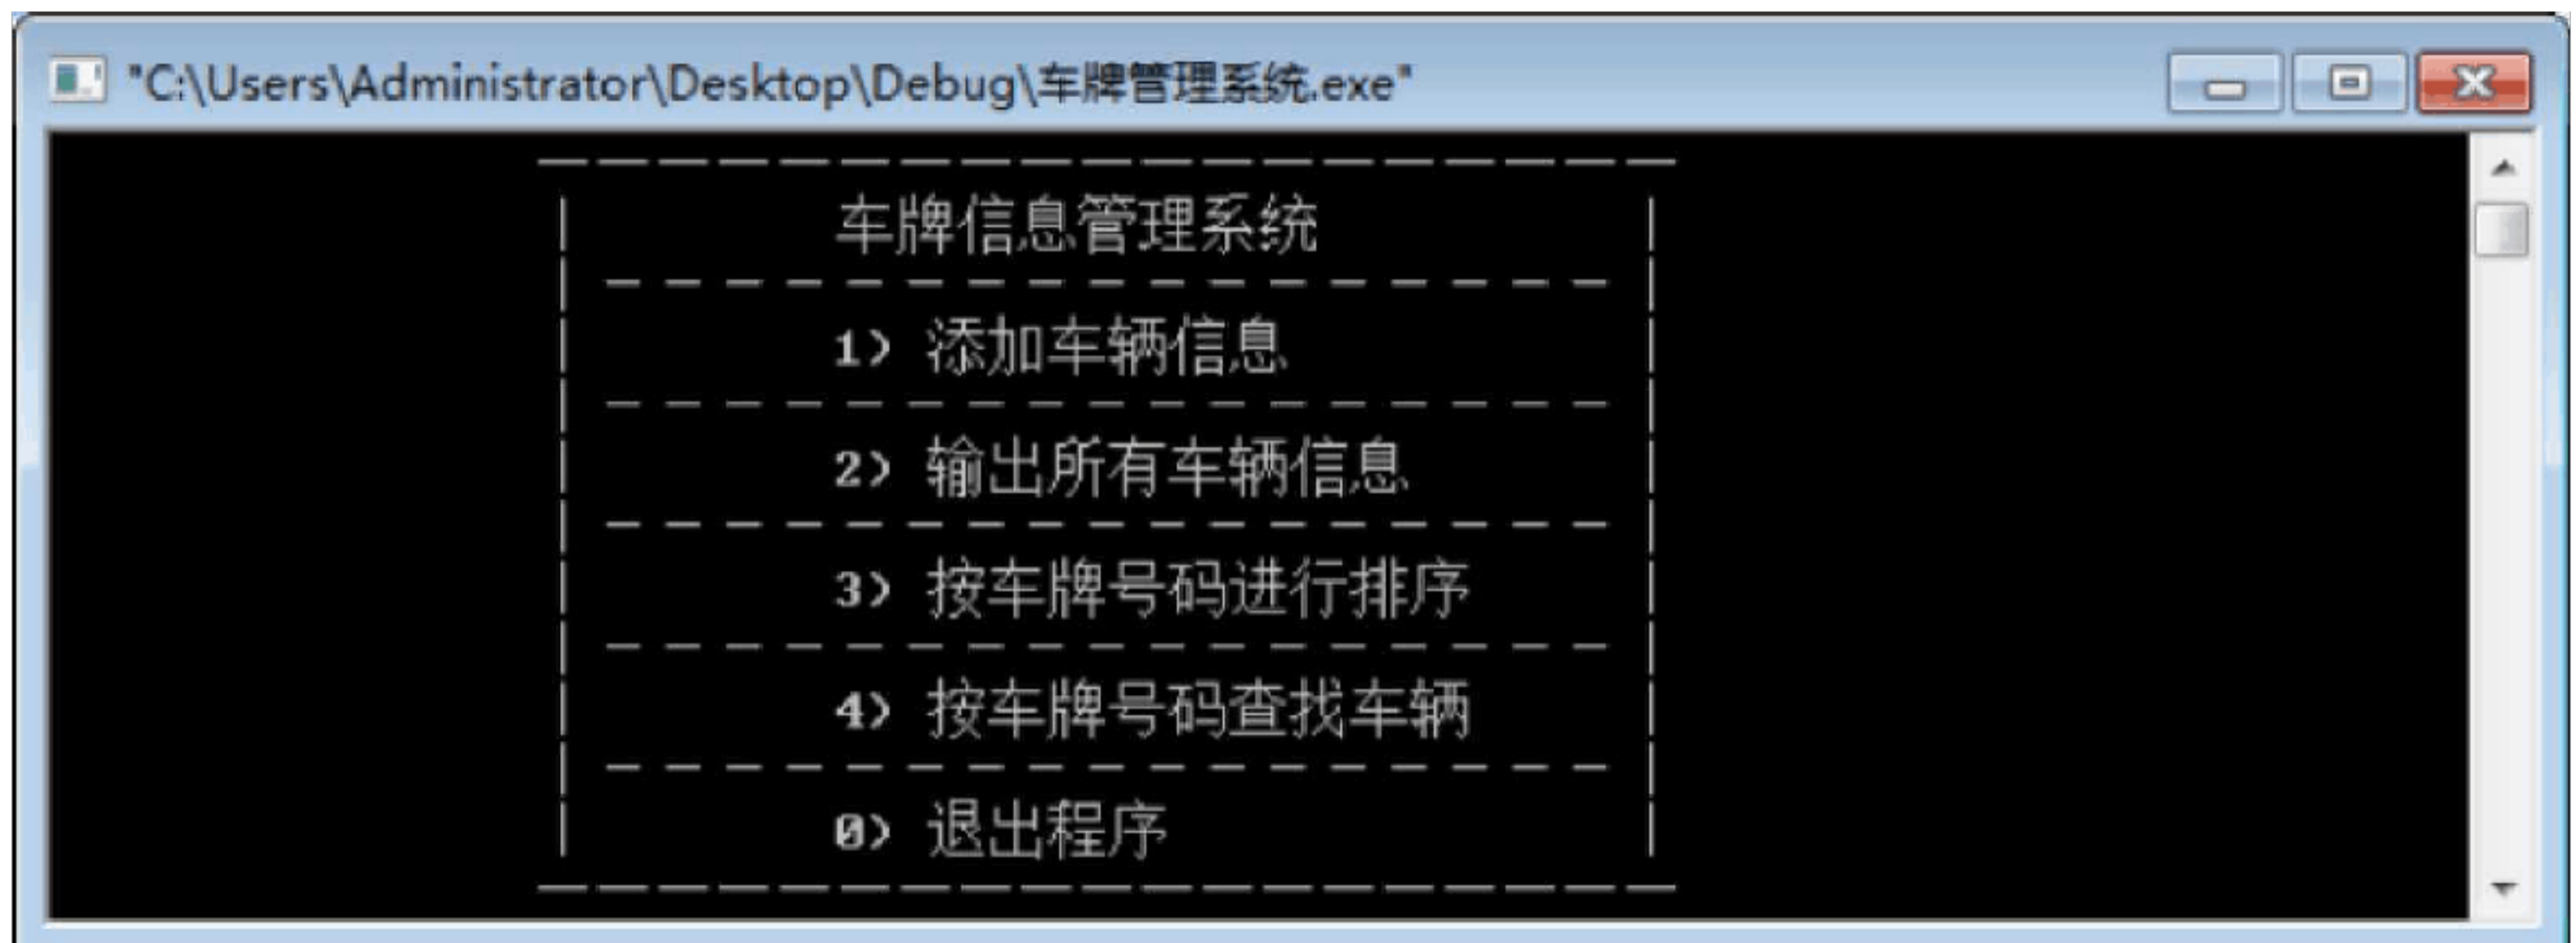 "C:\Users\Administrator\Desktop\Debug\车牌管理系统.exe"
车牌信息管理系统
1) 添加车辆信息
2) 输出所有车辆信息
3) 按车牌号码进行排序
4) 按车牌号码查找车辆
0) 退出程序